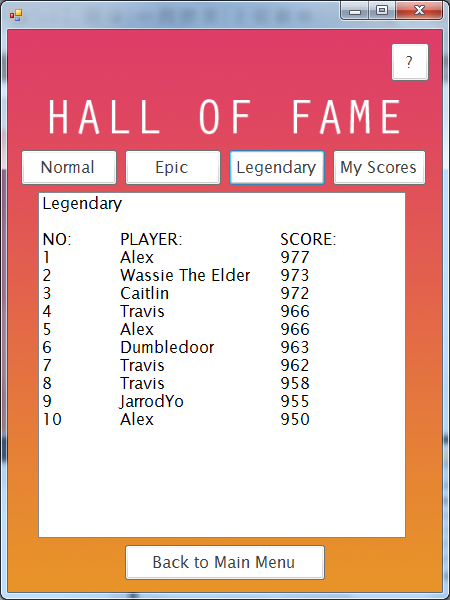 ?
HALL OF FAME
Normal Epic Legendary My Scores
Legendary
NO: PLAYER: SCORE:
1 Alex 977
2 Wassie The Elder 973
3 Caitlin 972
4 Travis 966
5 Alex 966
6 Dumbledoor 963
7 Travis 962
8 Travis 958
9 JarrodYo 955
10 Alex 950
Back to Main Menu